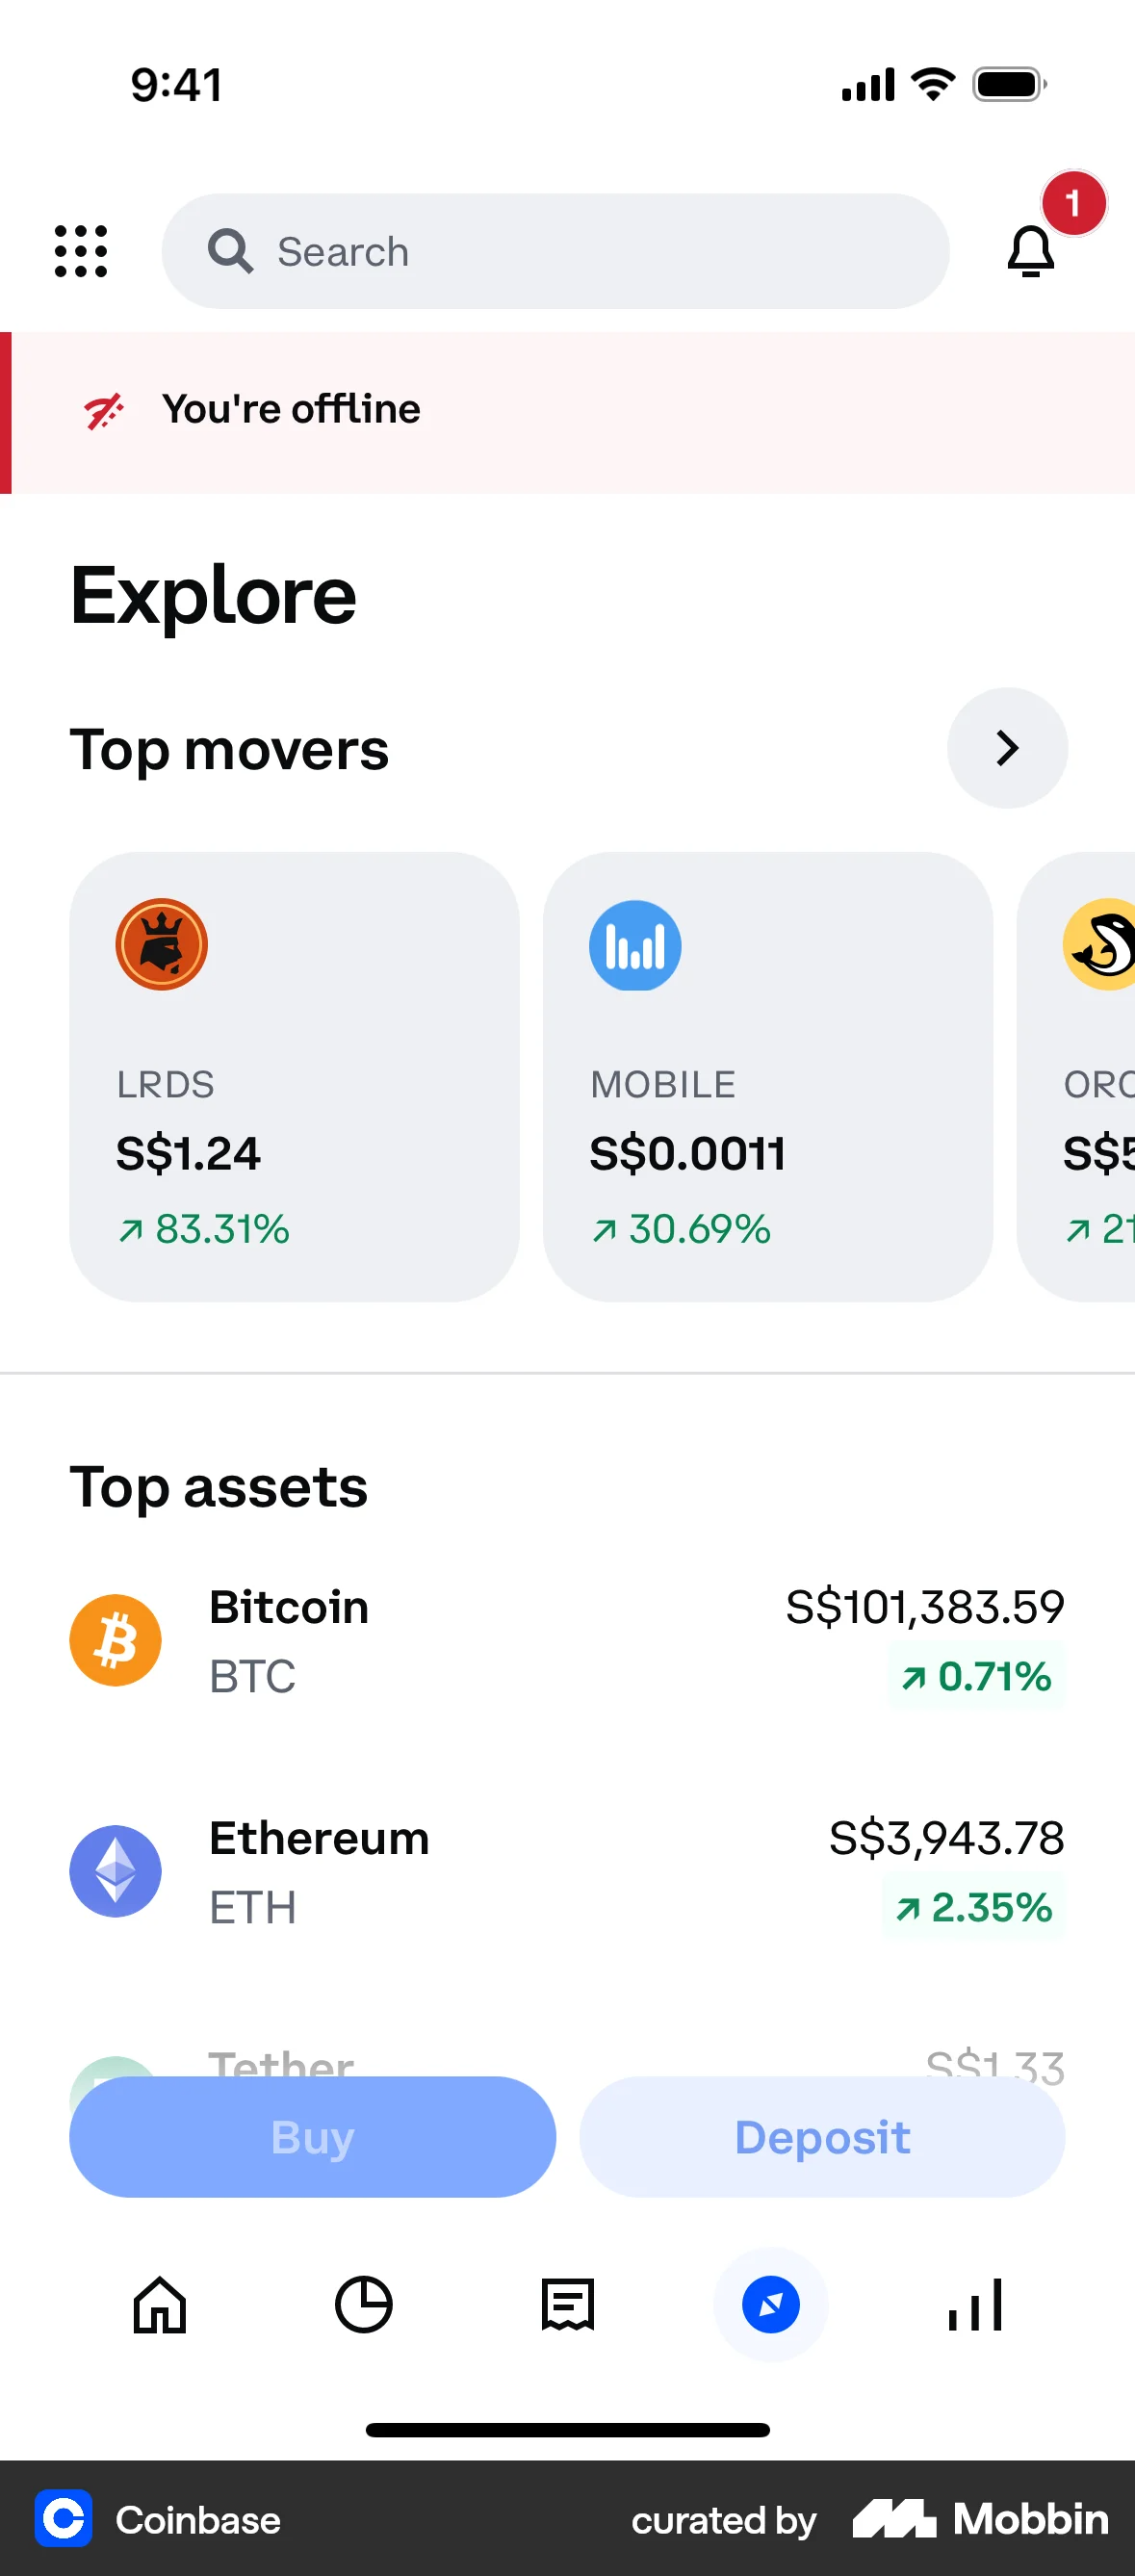 9:41
1
Search
You're offline
Explore
Top movers
LRDS
S$1.24
↗ 83.31%
MOBILE
S$0.0011
↗ 30.69%
S$5
↗ 21
Top assets
Bitcoin
S$101,383.59
BTC
↗ 0.71%
Ethereum
S$3,943.78
ETH
↗ 2.35%
Tether
S$1.33
Buy
Deposit
Coinbase
curated by
Mobbin